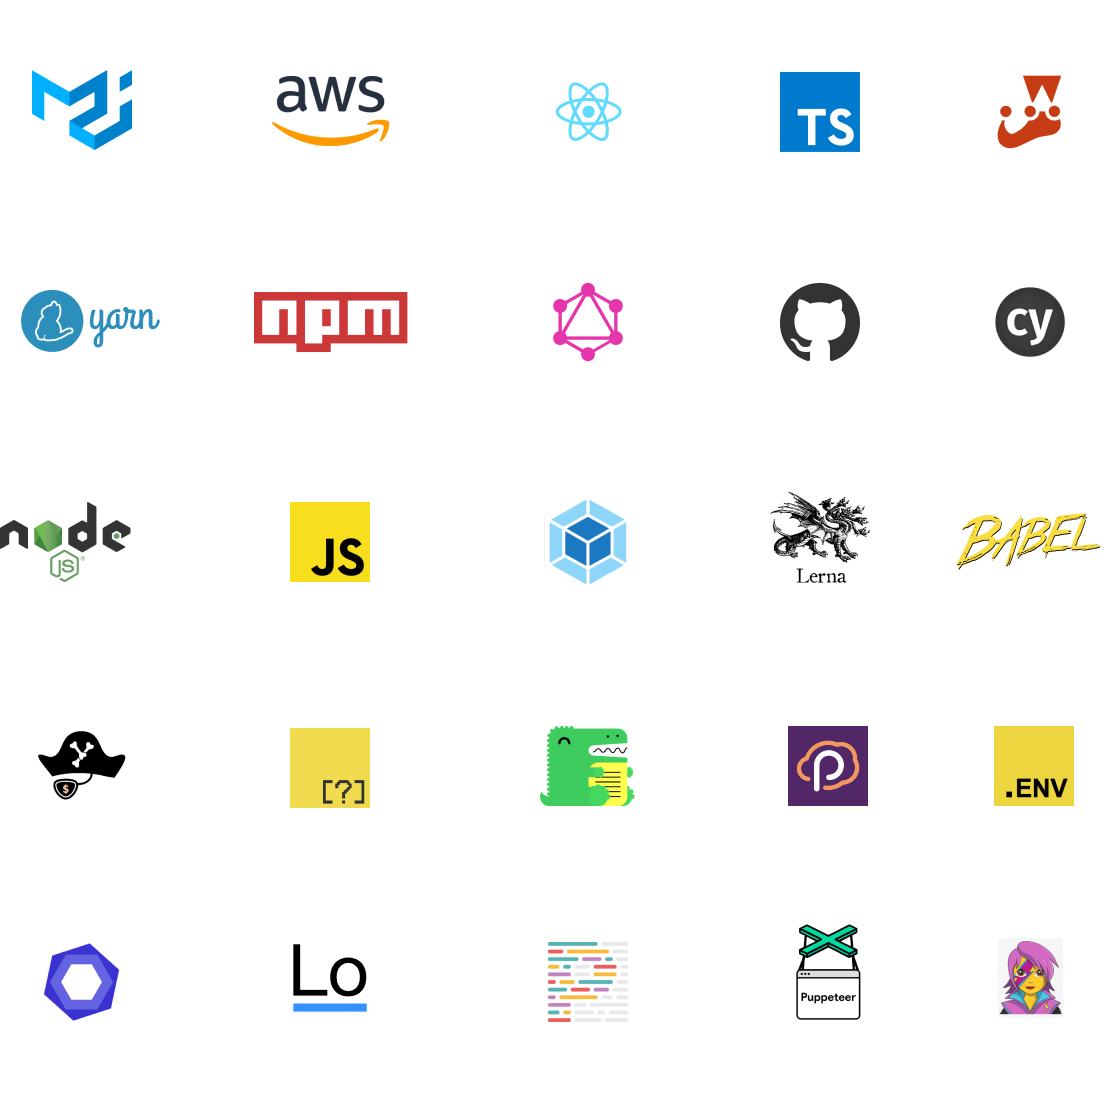 aws
TS
yarn
npm
cy
node
JS
JS
Lerna
BABEL
$
[?]
p
.ENV
Lo
Puppeteer